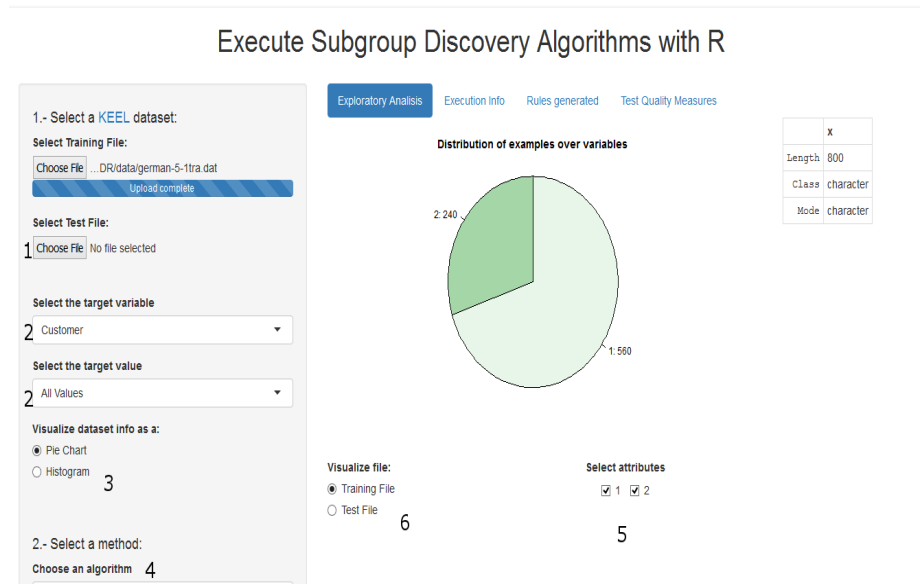 Execute Subgroup Discovery Algorithms with R
1.- Select a KEEL dataset:
Select Training File:
Choose File ...DR/data/german-5-1tra.dat
Upload complete
Select Test File:
1 Choose File No file selected
Select the target variable
2 Customer
Select the target value
2 All Values
Visualize dataset info as a:
Pie Chart
Histogram
3
2.- Select a method:
Choose an algorithm 4
Exploratory Analisis Execution Info Rules generated Test Quality Measures
Distribution of examples over variables
2: 240
1: 560
x
Length 800
Class character
Mode character
Visualize file:
Training File
Test File
6
Select attributes
1 2
5